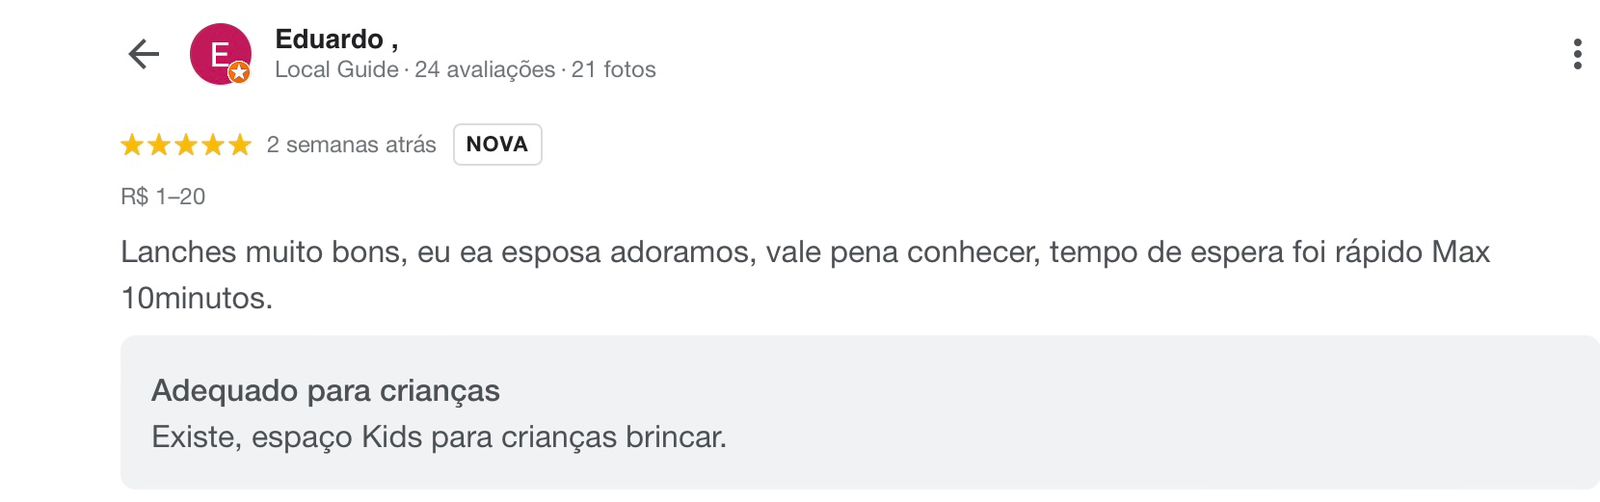 E
Eduardo ,
Local Guide · 24 avaliações · 21 fotos
2 semanas atrás NOVA
R$ 1–20
Lanches muito bons, eu ea esposa adoramos, vale pena conhecer, tempo de espera foi rápido Max
10minutos.
Adequado para crianças
Existe, espaço Kids para crianças brincar.